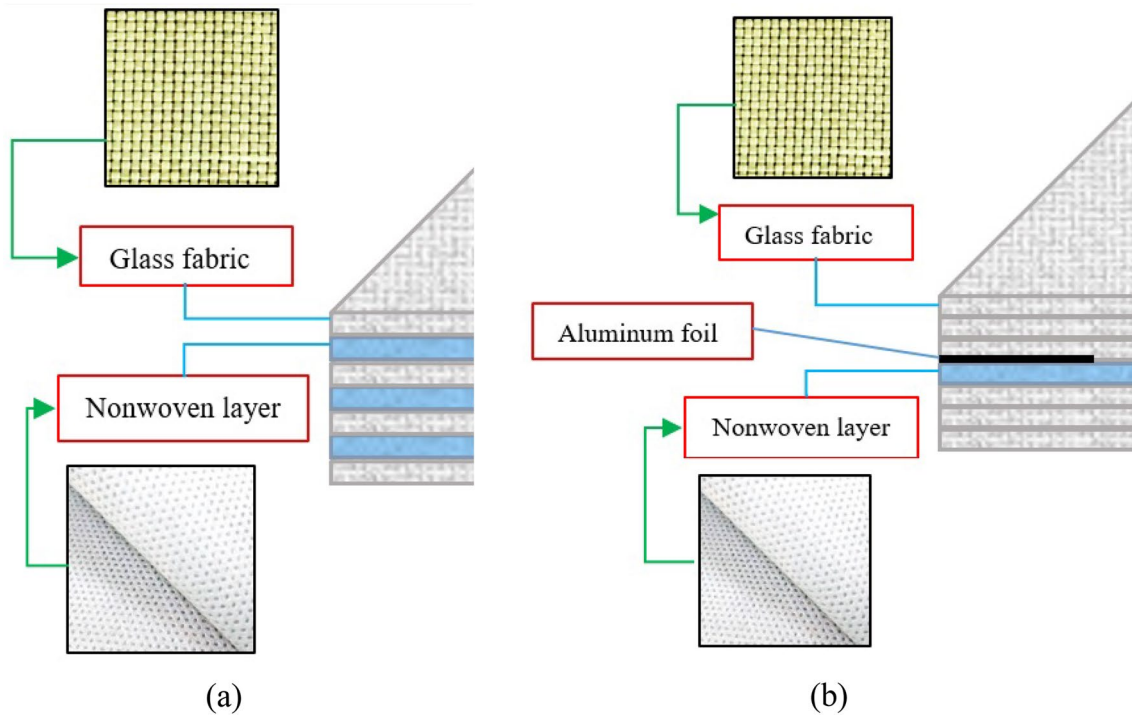 Glass fabric
Nonwoven layer
(a)
Glass fabric
Aluminum foil
Nonwoven layer
(b)